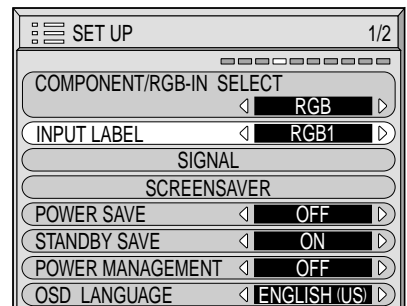 SET UP 1/2
COMPONENT/RGB-IN SELECT
RGB
INPUT LABEL RGB1
SIGNAL
SCREENSAVER
POWER SAVE OFF
STANDBY SAVE ON
POWER MANAGEMENT OFF
OSD LANGUAGE ENGLISH (US)